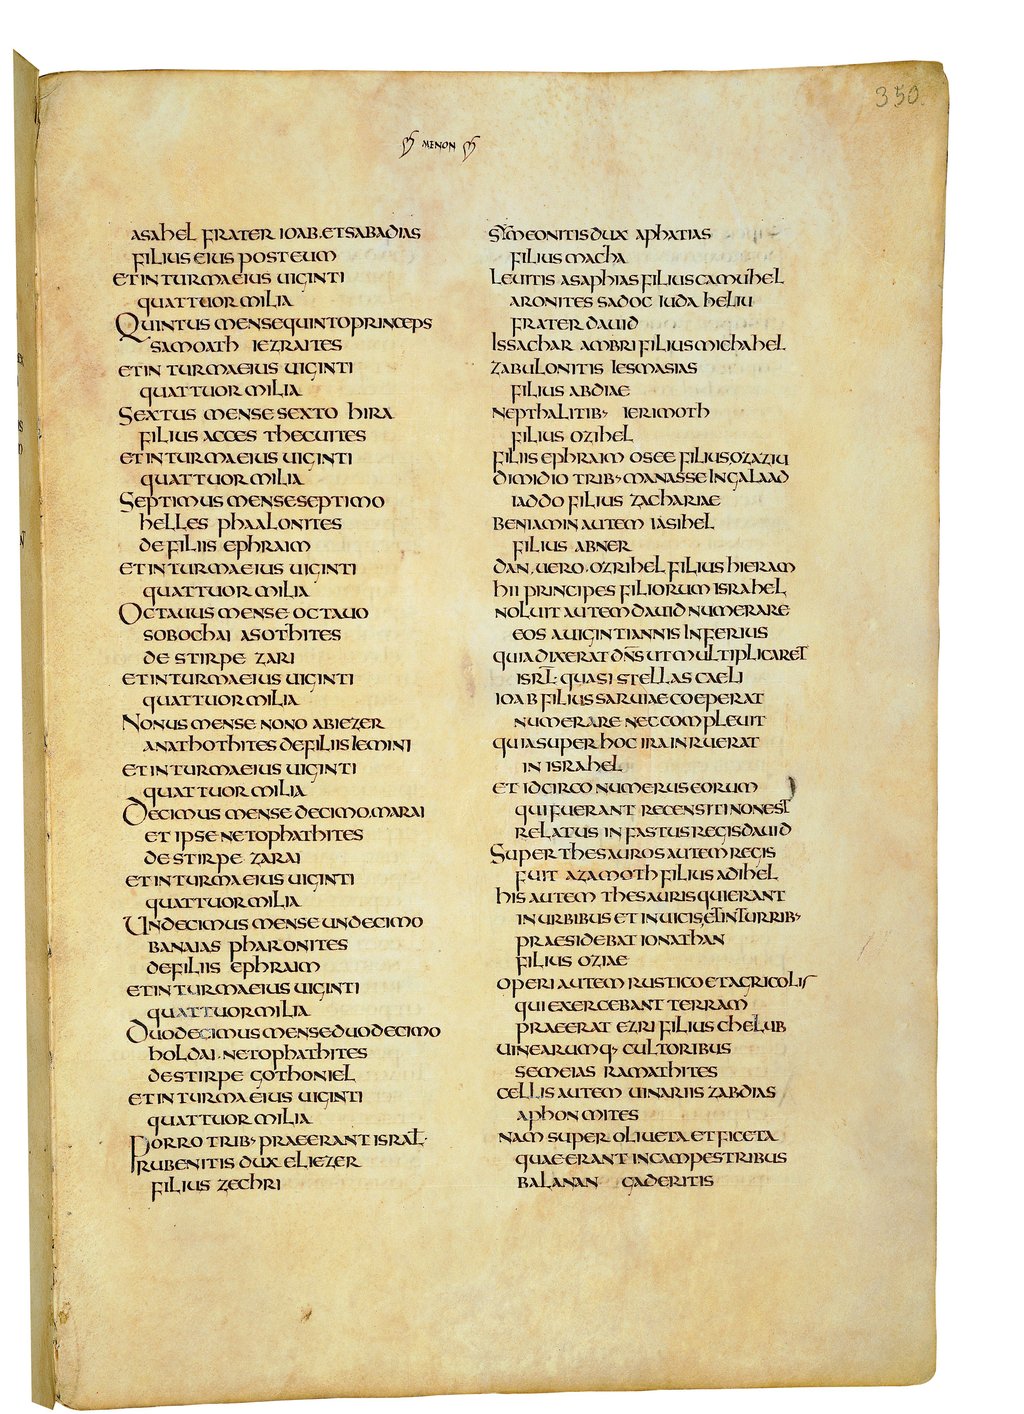 350.
MENON
ASAHEL FRATER IOAB. ET SABADIAS
FILIUS EIUS POST EUM
ET IN TURMA EIUS UIGINTI
QUATTUOR MILIA
QUINTUS MENSE QUINTO PRINCEPS
SAMOATH IEZRAITES
ET IN TURMA EIUS UIGINTI
QUATTUOR MILIA
SEXTUS MENSE SEXTO HIRA
FILIUS ACCES THECUITES
ET IN TURMA EIUS UIGINTI
QUATTUOR MILIA
SEPTIMUS MENSE SEPTIMO
HELLES PHAALONITES
DE FILIIS EPHRAIM
ET IN TURMA EIUS UIGINTI
QUATTUOR MILIA
OCTAUUS MENSE OCTAUO
SOBOCHAI ASOTHITES
DE STIRPE ZARI
ET IN TURMA EIUS UIGINTI
QUATTUOR MILIA
NONUS MENSE NONO ABIEZER
ANATHOTHITES DE FILIIS IEMINI
ET IN TURMA EIUS UIGINTI
QUATTUOR MILIA
DECIMUS MENSE DECIMO. MARAI
ET IPSE NETOPHATHITES
DE STIRPE ZARAI
ET IN TURMA EIUS UIGINTI
QUATTUOR MILIA
UNDECIMUS MENSE UNDECIMO
BANAIAS PHARONITES
DE FILIIS EPHRAIM
ET IN TURMA EIUS UIGINTI
QUATTUOR MILIA
DUODECIMUS MENSE DUODECIMO
HOLDAI · NETOPHATHITES
DE STIRPE GOTHONIEL
ET IN TURMA EIUS UIGINTI
QUATTUOR MILIA
PORRO TRIB; PRAEERANT ISRAL̅·
RUBENITIS DUX ELIEZER
FILIUS ZECHRI
SYMEONITIS DUX APHATIAS
FILIUS MACHA
LEUITIS ASAPHIAS FILIUS CAMUHEL
ARONITES SADOC IUDA HELIU
FRATER DAUID
ISSACHAR AMBRI FILIUS MICHAHEL
ZABULONITIS IESMASIAS
FILIUS ABDIAE
NEPTHALITIB; IERIMOTH
FILIUS OZIHEL
FILIIS EPHRAIM OSEE FILIUS OZAZIU
DIMIDIO TRIB; MANASSE IN GALAAD
IADDO FILIUS ZACHARIAE
BENIAMIN AUTEM IASIHEL
FILIUS ABNER
DAN. UERO. OZRIHEL FILIUS HIERAM
HII PRINCIPES FILIORUM ISRAHEL
NOLUIT AUTEM DAUID NUMERARE
EOS A UIGINTI ANNIS INFERIUS
QUIA DIXERAT DN̅S UT MULTIPLICARET
ISRL̅· QUASI STELLAS CAELI
IOAB FILIUS SARUIAE COEPERAT
NUMERARE NEC COMPLEUIT
QUIA SUPER HOC IRA INRUERAT
IN ISRAHEL
ET IDCIRCO NUMERUS EORUM
QUI FUERANT RECENSITI NON EST
RELATUS IN FASTUS REGIS DAUID
SUPER THESAUROS AUTEM REGIS
FUIT AZAMOTH FILIUS ADIHEL
HIS AUTEM THESAURIS QUI ERANT
IN URBIBUS ET IN UICIS, ET IN TURRIB;
PRAESIDEBAT IONATHAN
FILIUS OZIAE
OPERI AUTEM RUSTICO ET AGRICOLIS
QUI EXERCEBANT TERRAM
PRAEERAT EZRI FILIUS CHELUB
UINEARUMQ; CULTORIBUS
SEMEIAS RAMATHITES
CELLIS AUTEM UINARIIS ZABDIAS
APHONMITES
NAM SUPER OLIUETA ET FICETA
QUAE ERANT IN CAMPESTRIBUS
BALANAN GADERITIS